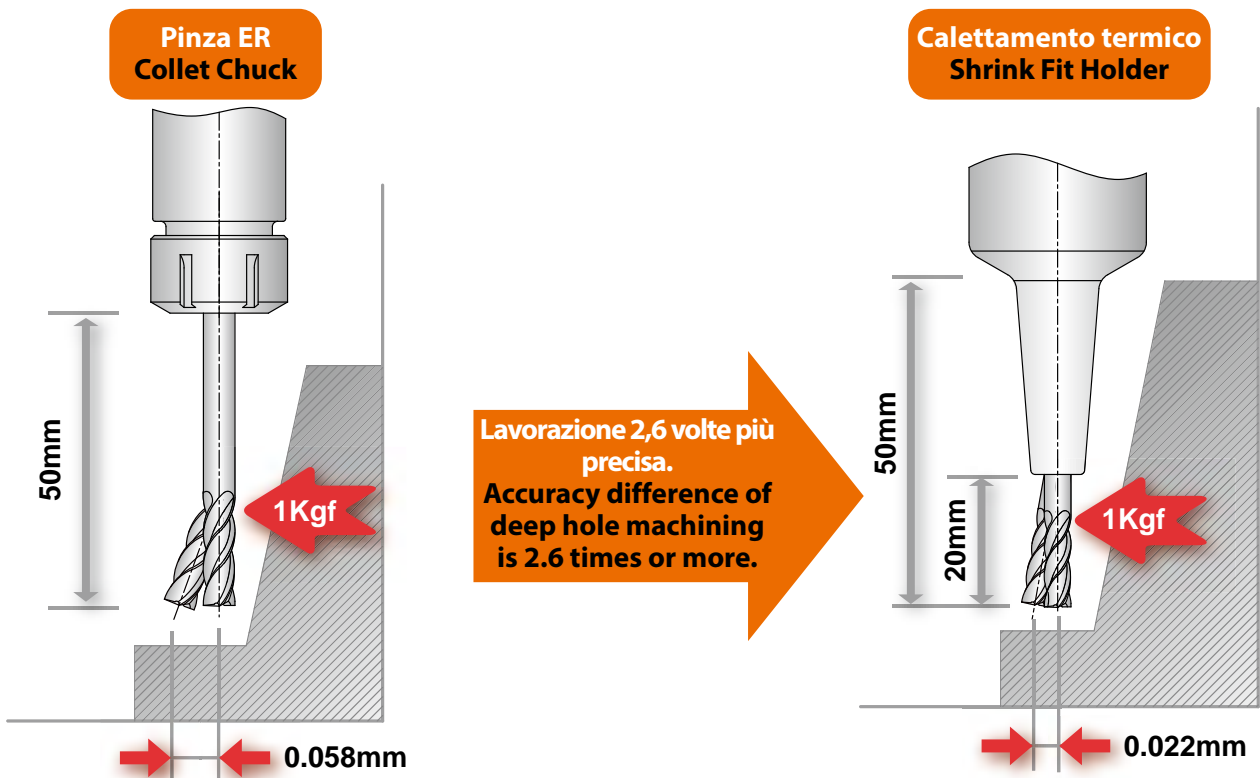 Pinza ER
Collet Chuck
50mm
1Kgf
0.058mm
Lavorazione 2,6 volte più
precisa.
Accuracy difference of
deep hole machining
is 2.6 times or more.
Calettamento termico
Shrink Fit Holder
50mm
20mm
1Kgf
0.022mm